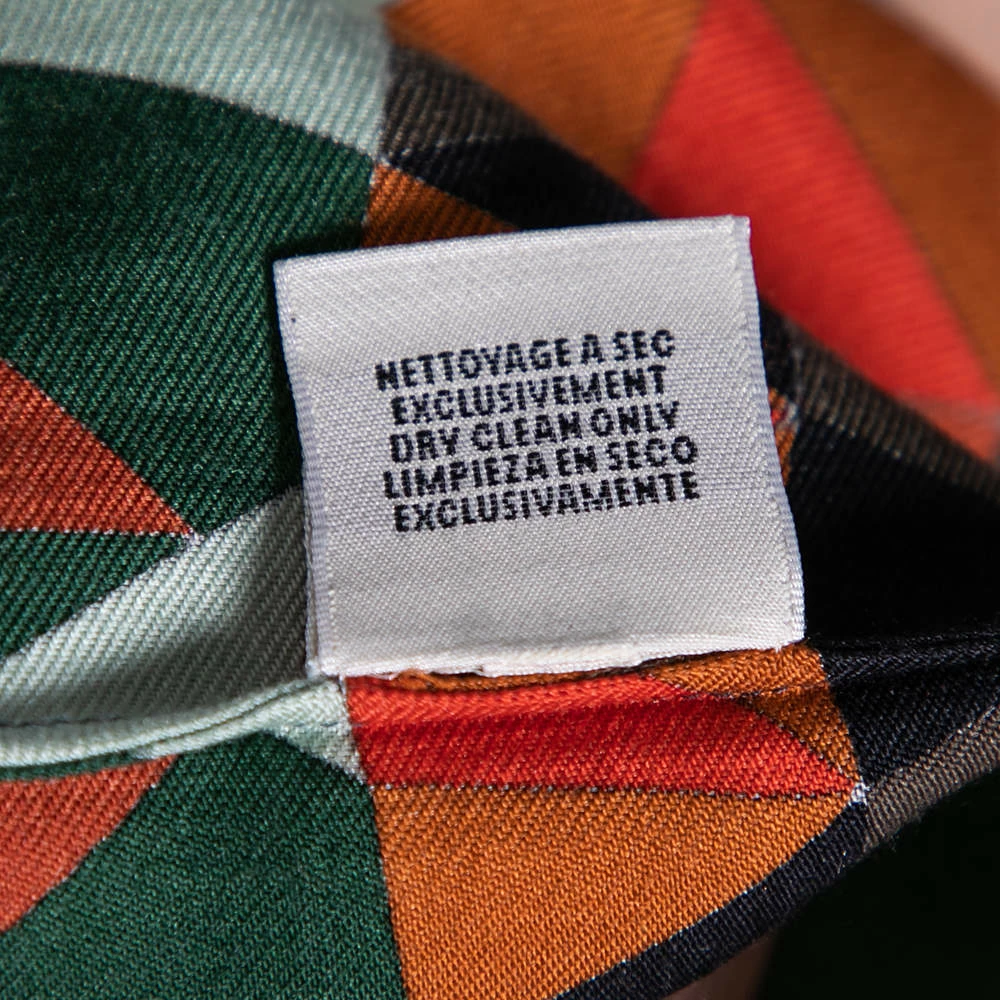 NETTOYAGE A SEC
EXCLUSIVEMENT
DRY CLEAN ONLY
LIMPIEZA EN SECO
EXCLUSIVAMENTE